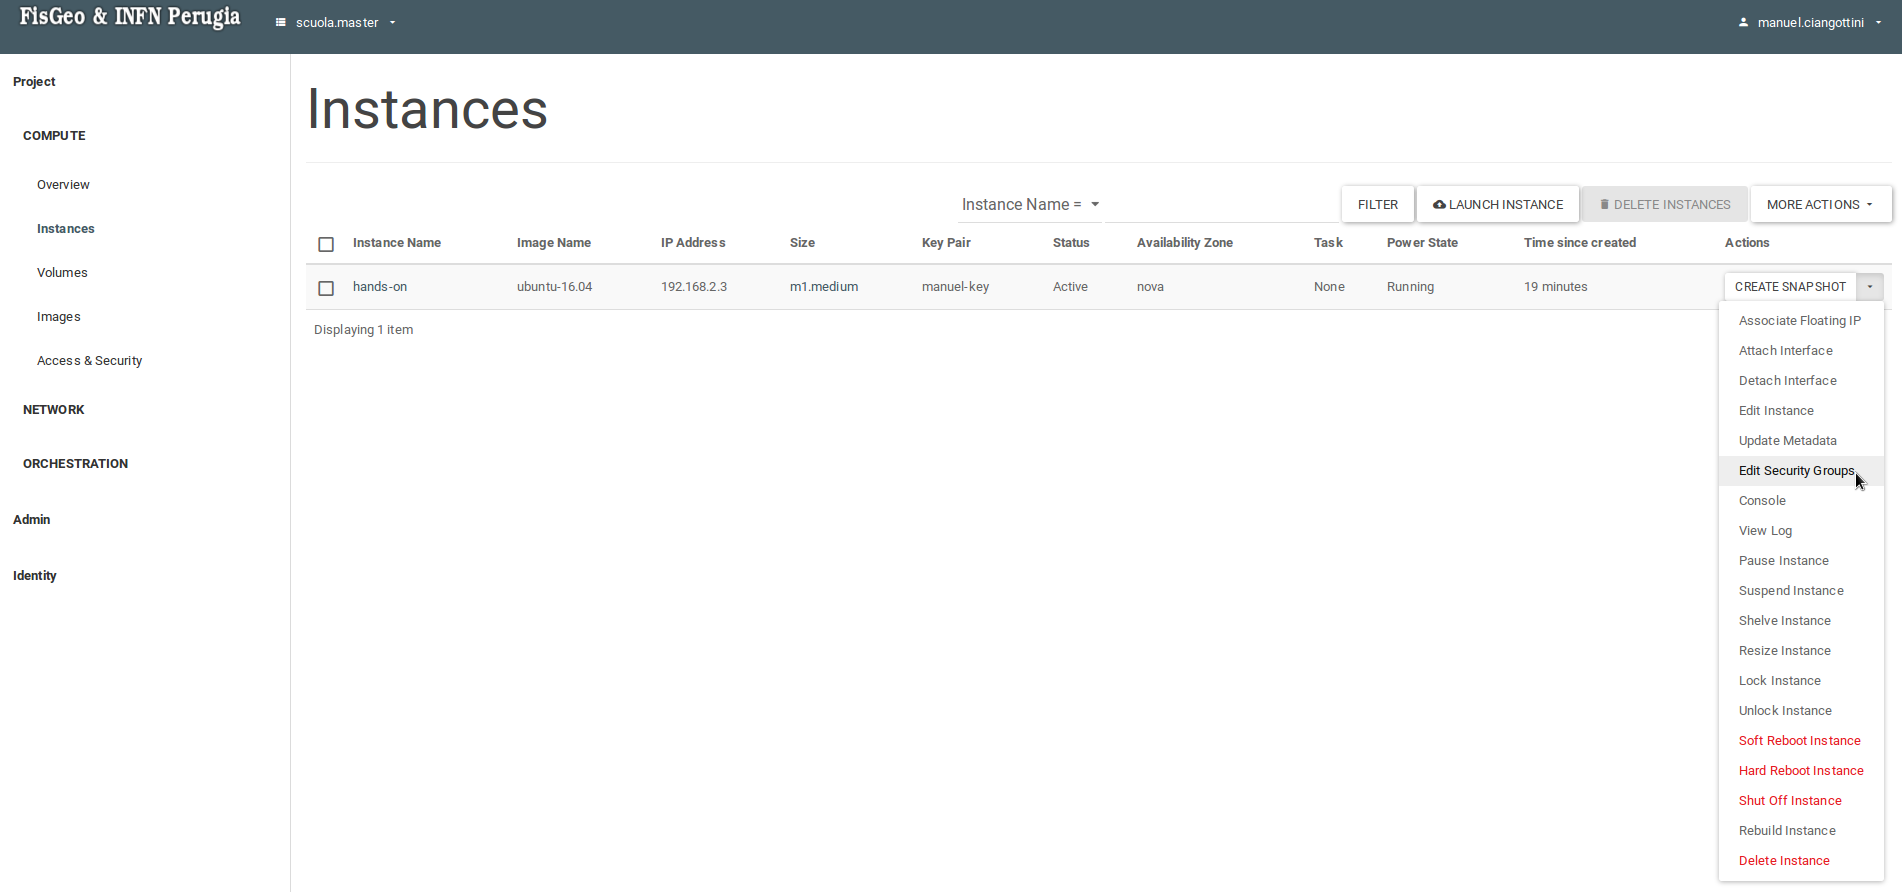 FisGeo & INFN Perugia
scuola.master
manuel.ciangottini
Project
COMPUTE
Overview
Instances
Volumes
Images
Access & Security
NETWORK
ORCHESTRATION
Admin
Identity
Instances
Instance Name =
FILTER
LAUNCH INSTANCE
DELETE INSTANCES
MORE ACTIONS
Instance Name Image Name IP Address Size Key Pair Status Availability Zone Task Power State Time since created Actions
hands-on ubuntu-16.04 192.168.2.3 m1.medium manuel-key Active nova None Running 19 minutes CREATE SNAPSHOT
Displaying 1 item
Associate Floating IP
Attach Interface
Detach Interface
Edit Instance
Update Metadata
Edit Security Groups
Console
View Log
Pause Instance
Suspend Instance
Shelve Instance
Resize Instance
Lock Instance
Unlock Instance
Soft Reboot Instance
Hard Reboot Instance
Shut Off Instance
Rebuild Instance
Delete Instance